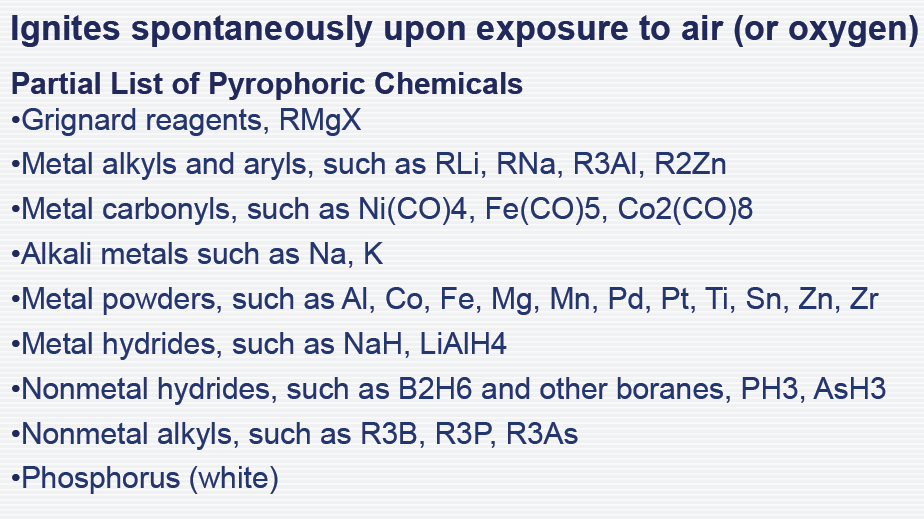 Ignites spontaneously upon exposure to air (or oxygen)
Partial List of Pyrophoric Chemicals
•Grignard reagents, RMgX
•Metal alkyls and aryls, such as RLi, RNa, R3Al, R2Zn
•Metal carbonyls, such as Ni(CO)4, Fe(CO)5, Co2(CO)8
•Alkali metals such as Na, K
•Metal powders, such as Al, Co, Fe, Mg, Mn, Pd, Pt, Ti, Sn, Zn, Zr
•Metal hydrides, such as NaH, LiAlH4
•Nonmetal hydrides, such as B2H6 and other boranes, PH3, AsH3
•Nonmetal alkyls, such as R3B, R3P, R3As
•Phosphorus (white)